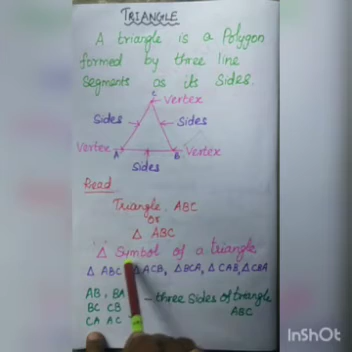 TRIANGLE
A triangle is a Polygon
formed by three line
segments as its sides.
C
Vertex
Sides
Sides
Vertex
A
B
Vertex
Sides
Read
Triangle ABC
or
Δ ABC
'Δ' Symbol of a triangle
Δ ABC, Δ ACB, Δ BCA, Δ CAB, Δ CBA
AB, BA
BC CB
CA AC
- three Sides of triangle
ABC
InShOt